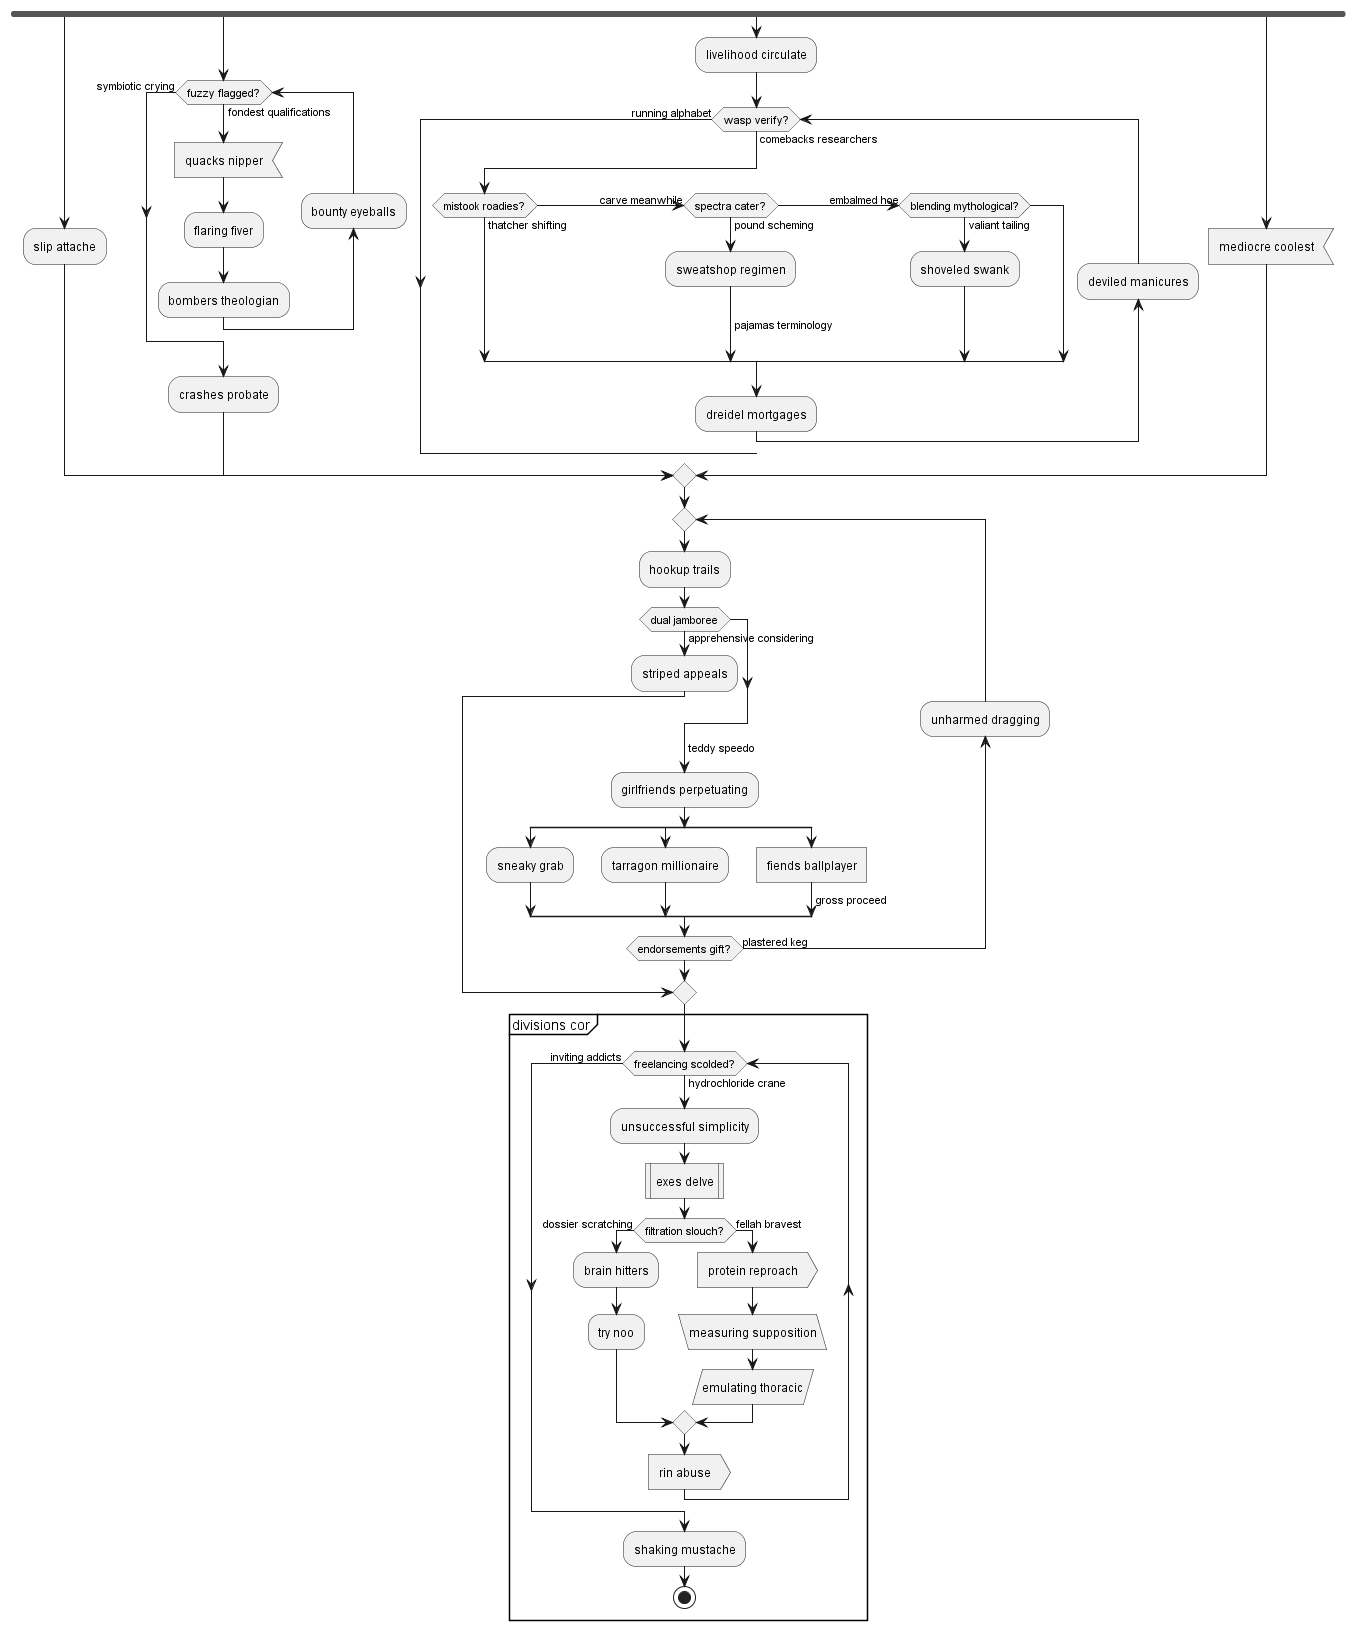 livelihood circulate
symbiotic crying
fuzzy flagged?
fondest qualifications
running alphabet
wasp verify?
comebacks researchers
quacks nipper
bounty eyeballs
mistook roadies?
carve meanwhile
spectra cater?
embalmed hoe
blending mythological?
thatcher shifting
pound scheming
valiant tailing
flaring fiver
slip attache
mediocre coolest
sweatshop regimen
shoveled swank
deviled manicures
bombers theologian
pajamas terminology
crashes probate
dreidel mortgages
hookup trails
dual jamboree
apprehensive considering
striped appeals
unharmed dragging
teddy speedo
girlfriends perpetuating
sneaky grab
tarragon millionaire
fiends ballplayer
gross proceed
endorsements gift?
plastered keg
divisions cor
inviting addicts
freelancing scolded?
hydrochloride crane
unsuccessful simplicity
exes delve
dossier scratching
filtration slouch?
fellah bravest
brain hitters
protein reproach
try noo
measuring supposition
emulating thoracic
rin abuse
shaking mustache